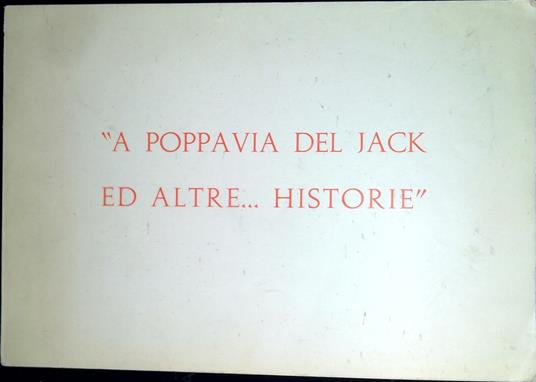 "A POPPAVIA DEL JACK
ED ALTRE... HISTORIE"